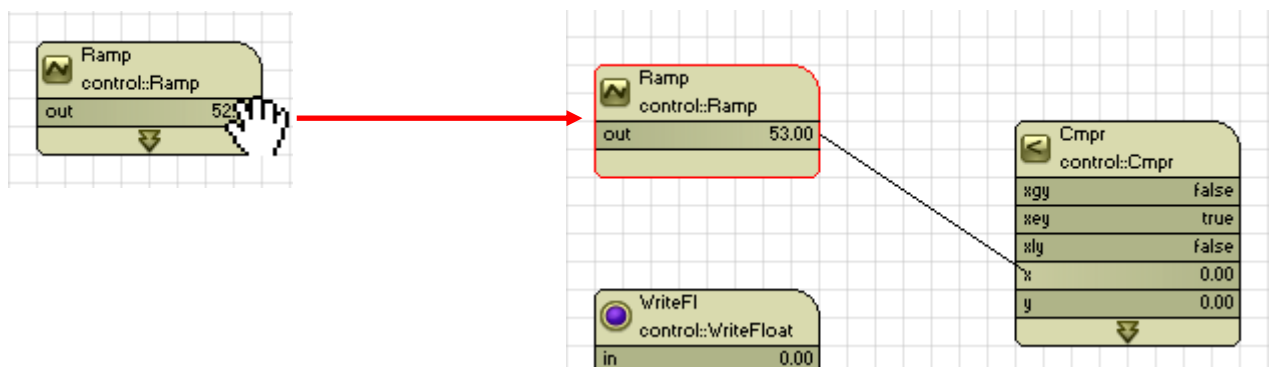 Ramp
control::Ramp
out
Ramp
control::Ramp
out 53.00
Cmpr
control::Cmpr
xgy false
xey true
xly false
x 0.00
y 0.00
WriteFl
control::WriteFloat
in 0.00